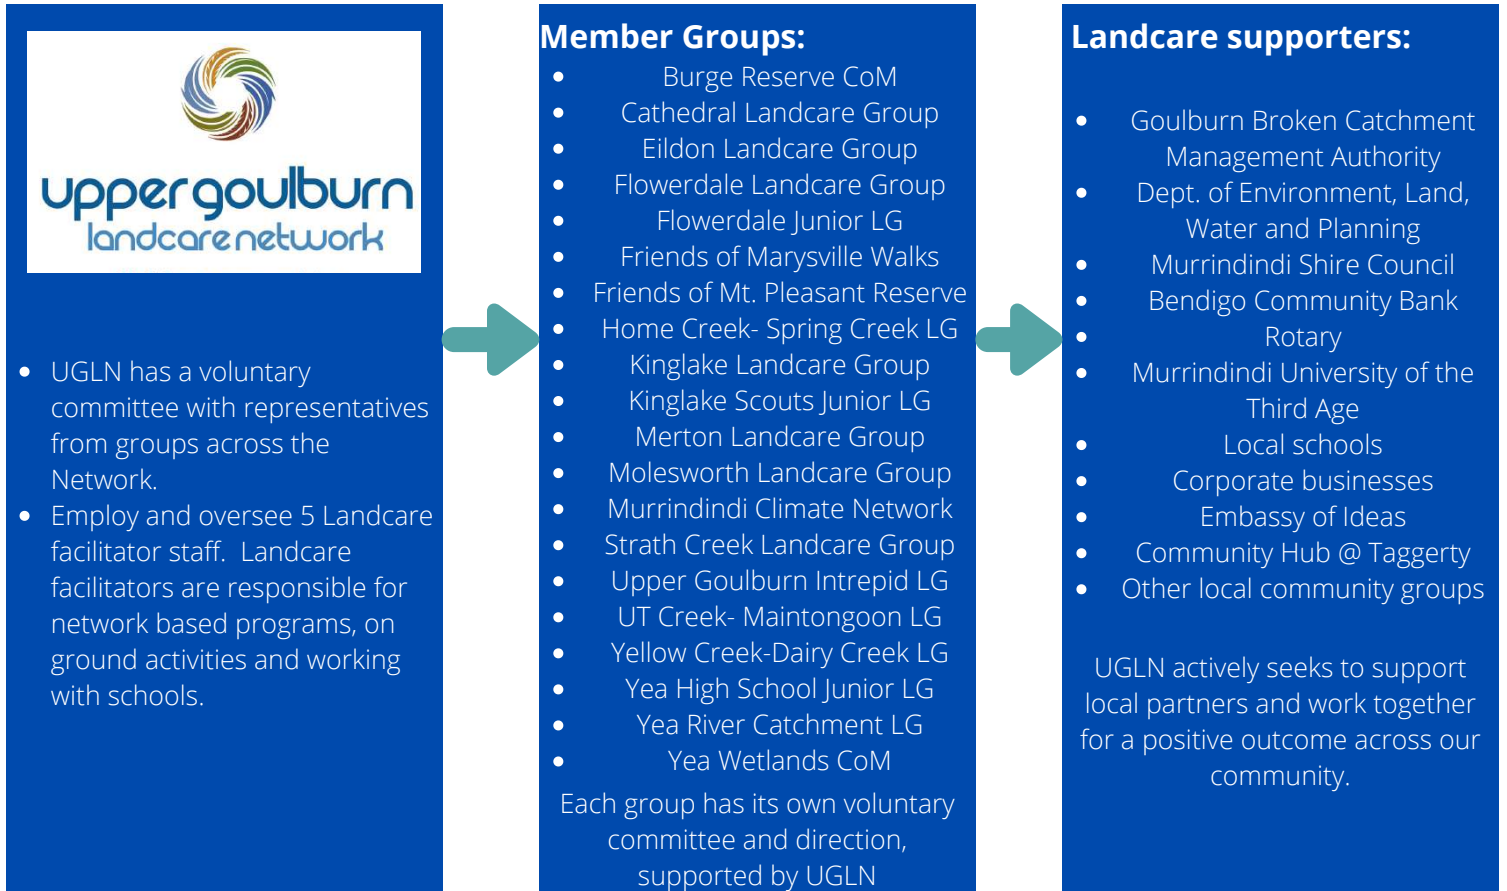 upper goulburn
landcare network
• UGLN has a voluntary
committee with representatives
from groups across the
Network.
• Employ and oversee 5 Landcare
facilitator staff.  Landcare
facilitators are responsible for
network based programs, on
ground activities and working
with schools.
Member Groups:
• Burge Reserve CoM
• Cathedral Landcare Group
• Eildon Landcare Group
• Flowerdale Landcare Group
• Flowerdale Junior LG
• Friends of Marysville Walks
• Friends of Mt. Pleasant Reserve
• Home Creek- Spring Creek LG
• Kinglake Landcare Group
• Kinglake Scouts Junior LG
• Merton Landcare Group
• Molesworth Landcare Group
• Murrindindi Climate Network
• Strath Creek Landcare Group
• Upper Goulburn Intrepid LG
• UT Creek- Maintongoon LG
• Yellow Creek-Dairy Creek LG
• Yea High School Junior LG
• Yea River Catchment LG
• Yea Wetlands CoM
Each group has its own voluntary
committee and direction,
supported by UGLN
Landcare supporters:
• Goulburn Broken Catchment
Management Authority
• Dept. of Environment, Land,
Water and Planning
• Murrindindi Shire Council
• Bendigo Community Bank
• Rotary
• Murrindindi University of the
Third Age
• Local schools
• Corporate businesses
• Embassy of Ideas
• Community Hub @ Taggerty
• Other local community groups
UGLN actively seeks to support
local partners and work together
for a positive outcome across our
community.